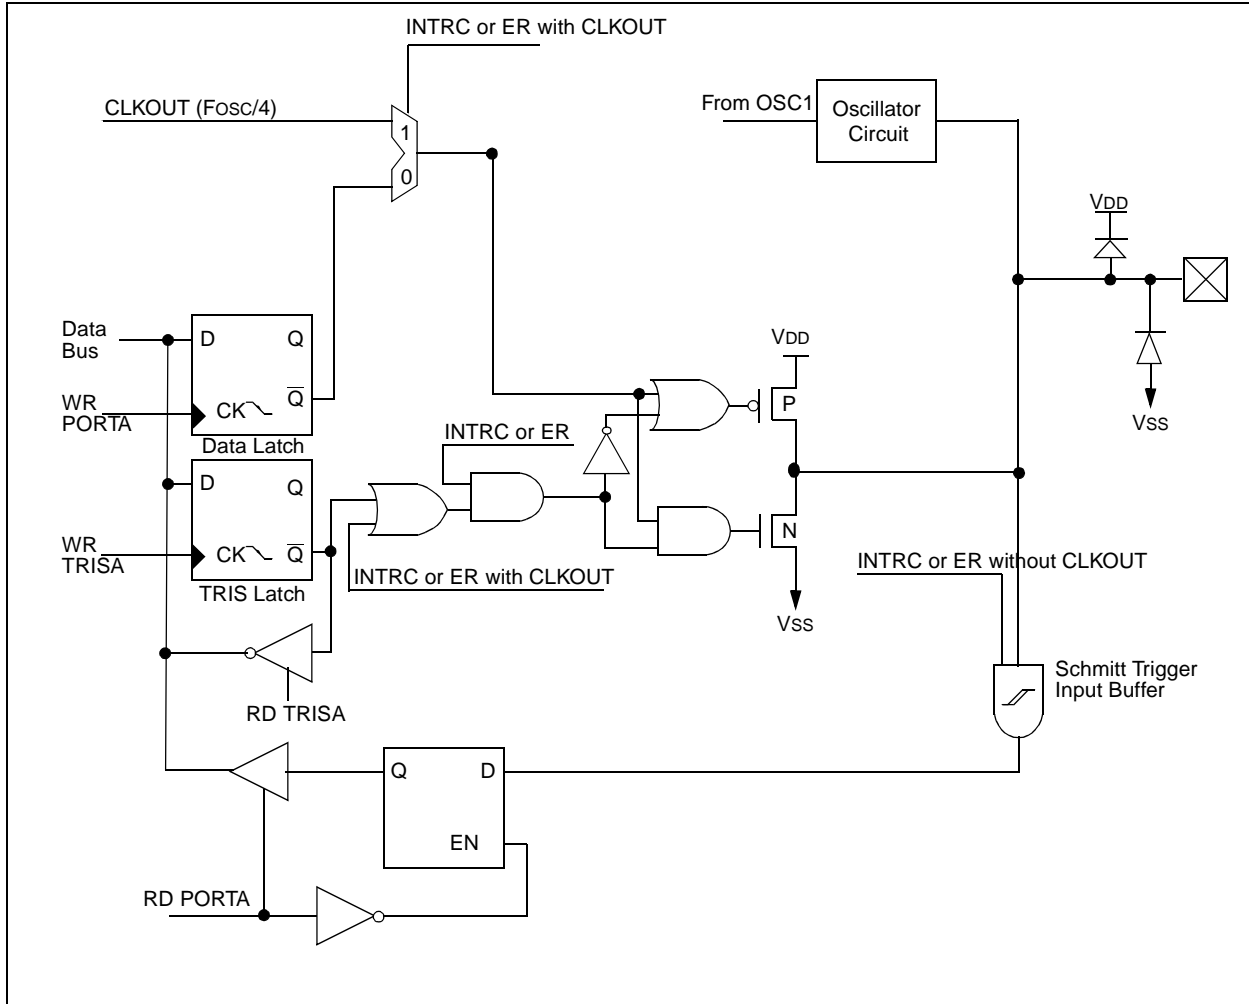 INTRC or ER with CLKOUT
CLKOUT (FOSC/4)
1
0
From OSC1
Oscillator
Circuit
VDD
VSS
Data
Bus
D
Q
Q
CK
WR
PORTA
Data Latch
D
Q
Q
CK
WR
TRISA
TRIS Latch
INTRC or ER
INTRC or ER with CLKOUT
VDD
P
N
VSS
INTRC or ER without CLKOUT
Schmitt Trigger
Input Buffer
RD TRISA
Q
D
EN
RD PORTA